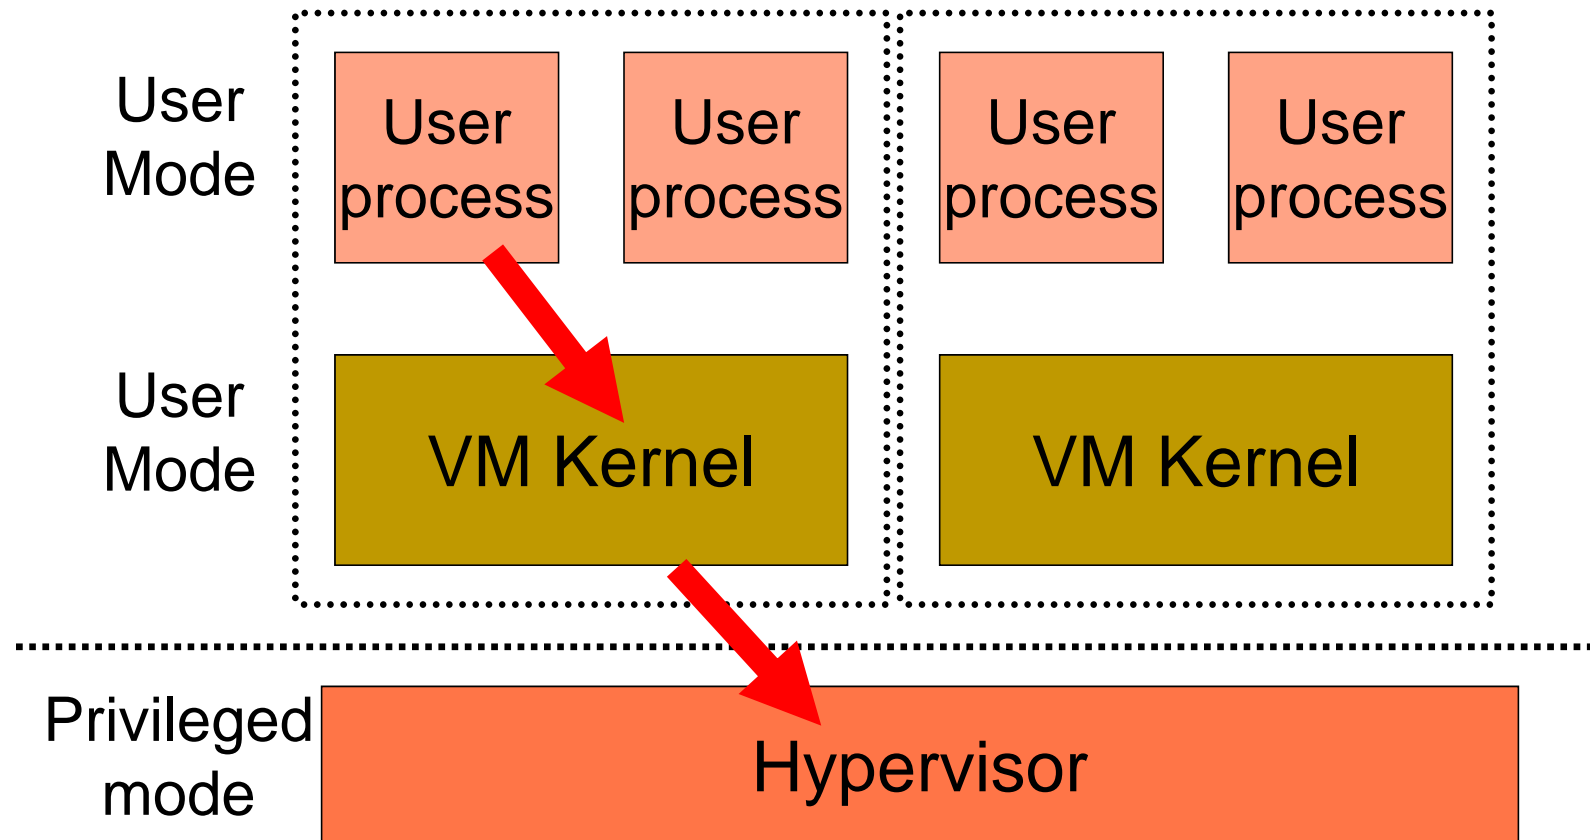 User
Mode
User
process
User
process
User
process
User
process
User
Mode
VM Kernel
VM Kernel
Privileged
mode
Hypervisor